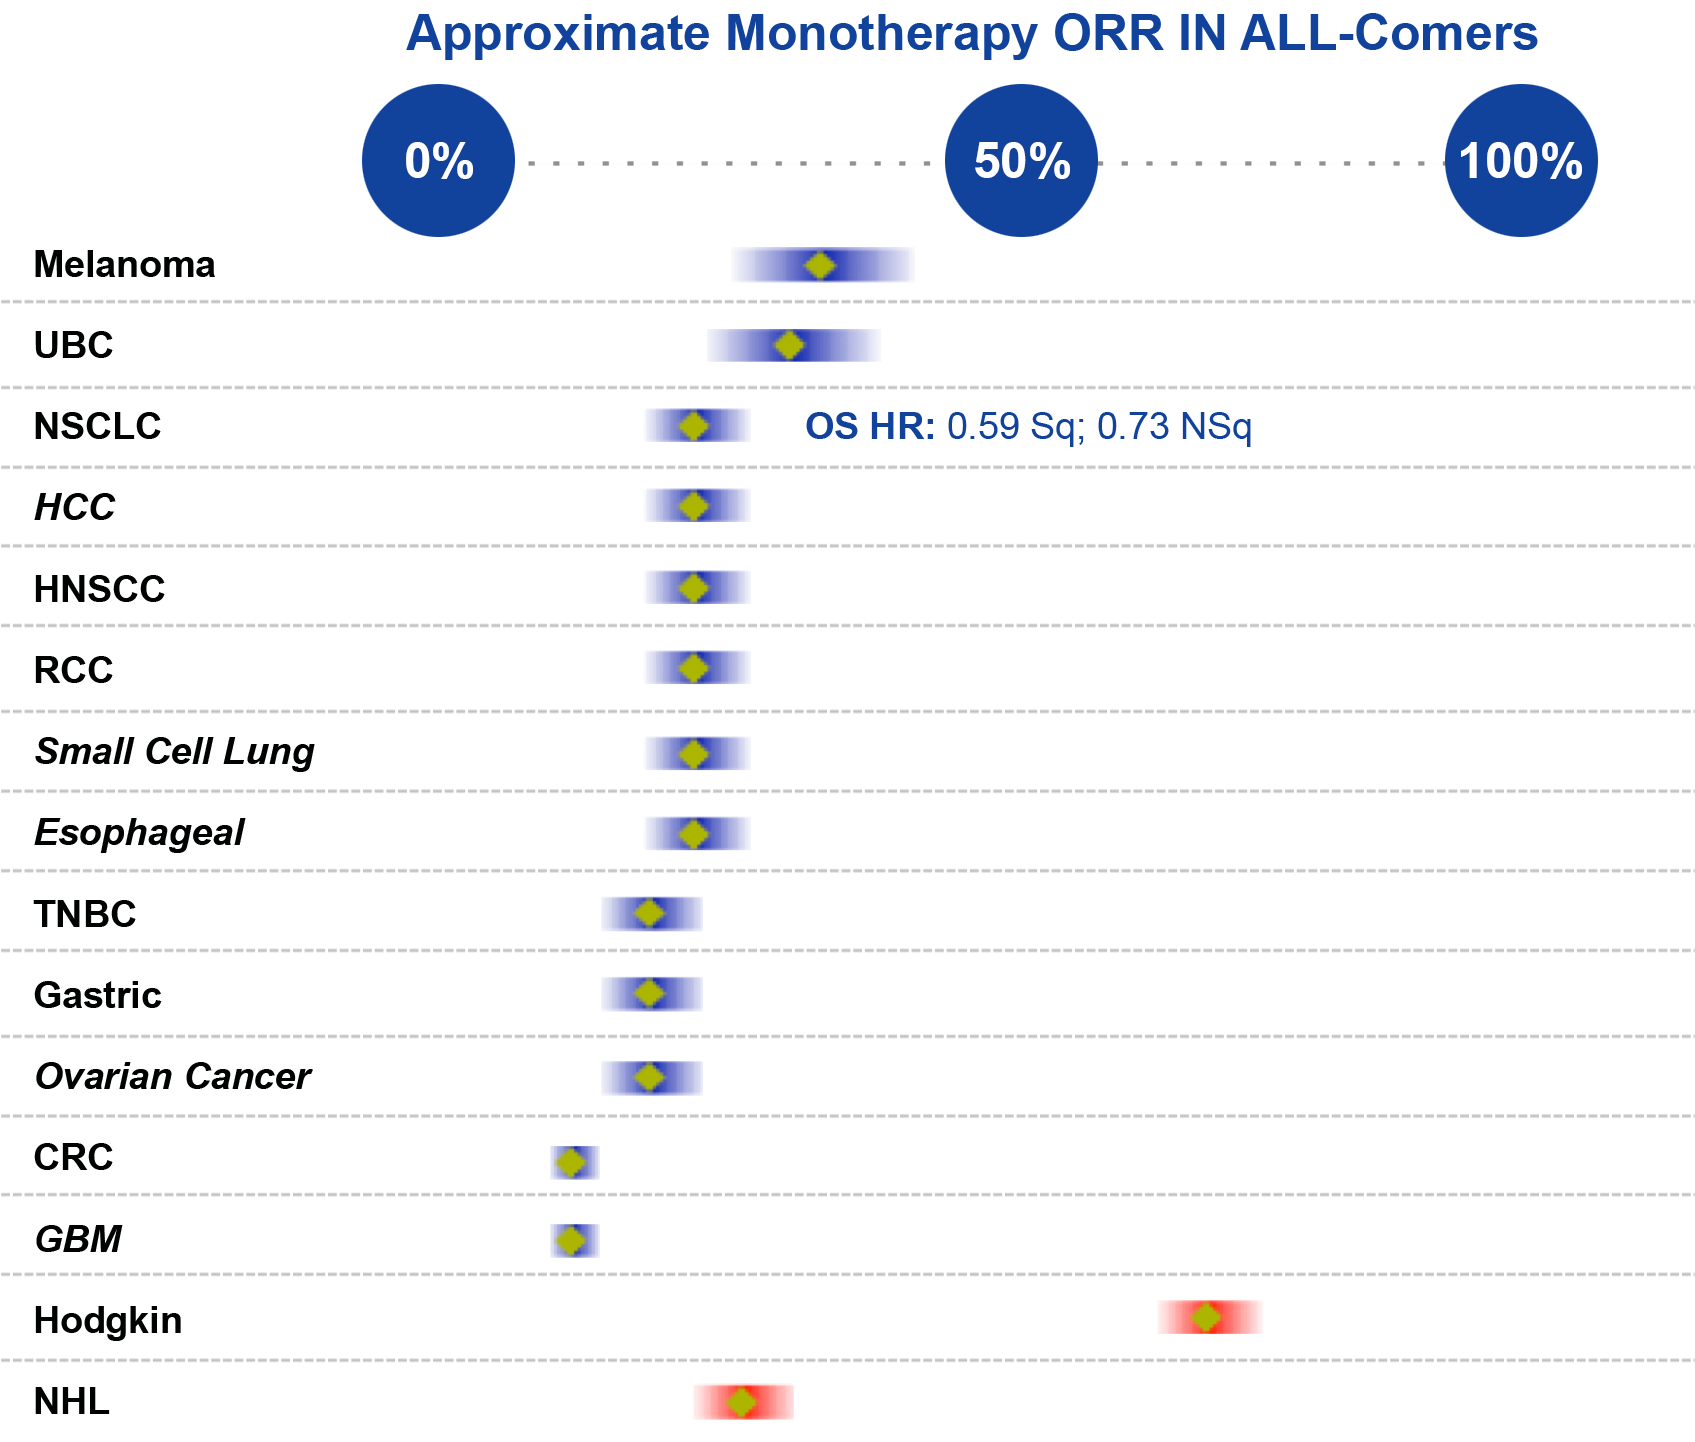 Approximate Monotherapy ORR IN ALL-Comers
0% 50% 100%
Melanoma
UBC
NSCLC OS HR: 0.59 Sq; 0.73 NSq
HCC
HNSCC
RCC
Small Cell Lung
Esophageal
TNBC
Gastric
Ovarian Cancer
CRC
GBM
Hodgkin
NHL